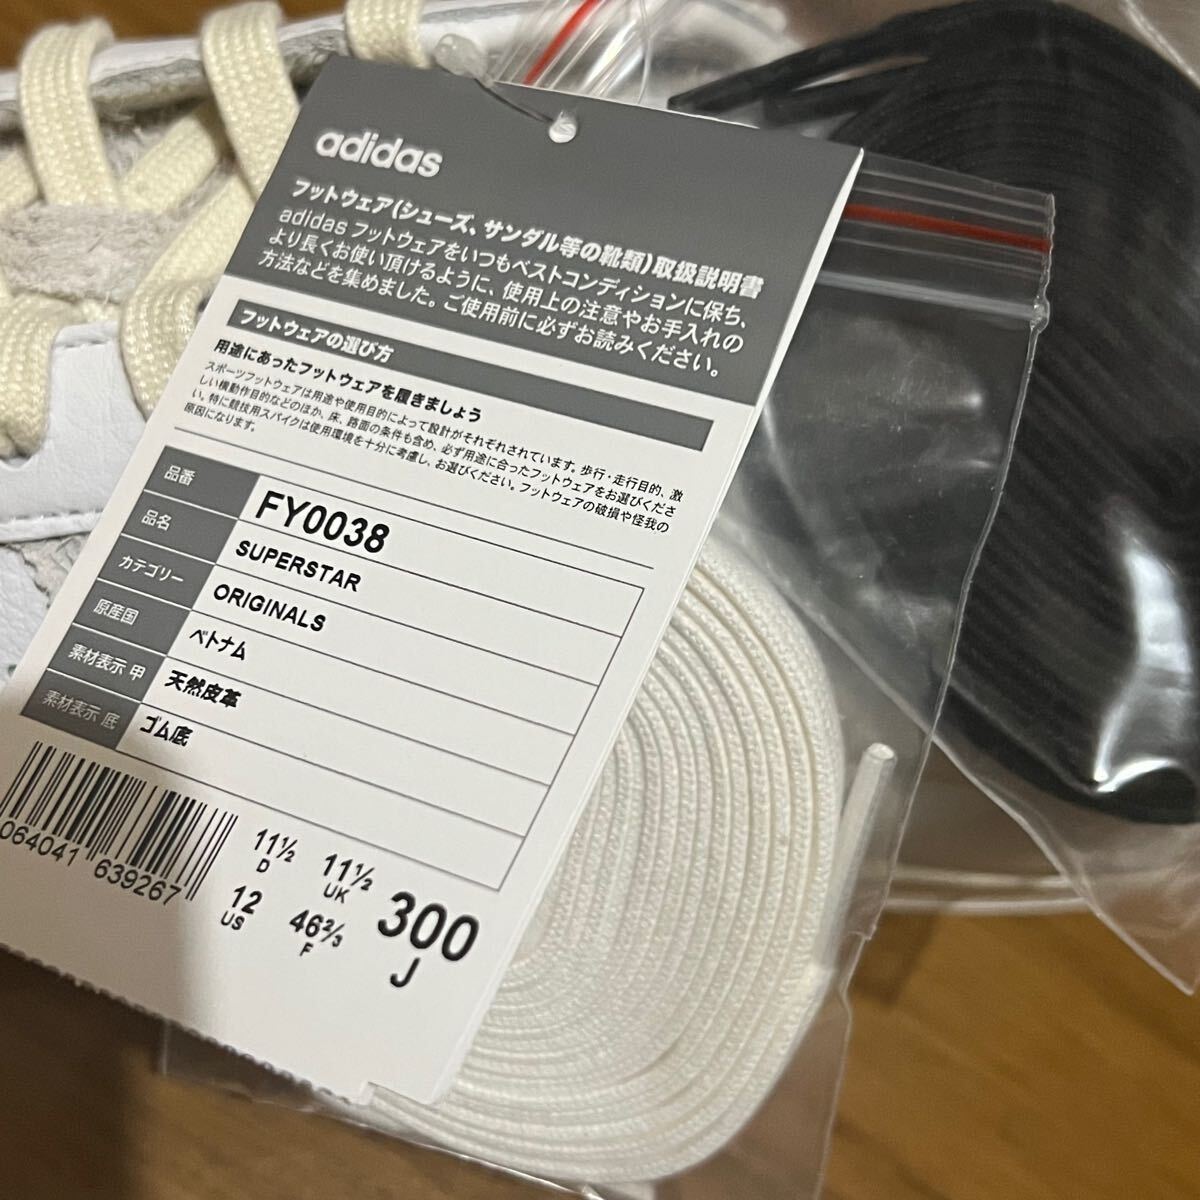 adidas
フットウェア(シューズ、サンダル等の靴類)取扱説明書
adidas フットウェアをいつもベストコンディションに保ち、
より長くお使い頂けるように、使用上の注意やお手入れの
方法などを集めました。ご使用前に必ずお読みください。
フットウェアの選び方
用途にあったフットウェアを履きましょう
スポーツフットウェアは用途や使用目的によって設計がそれぞれされています。歩行・走行目的、激
しい横動作目的などのほか、床、路面の条件も含め、必ず用途に合ったフットウェアをお選びくださ
い。特に競技用スパイクは使用環境を十分に考慮し、お選びください。フットウェアの破損や怪我の
原因になります。
品番 FY0038
品名 SUPERSTAR
カテゴリー ORIGINALS
原産国 ベトナム
素材表示 甲 天然皮革
素材表示 底 ゴム底
064041 639267
11½ D
11½ UK
12 US
46⅔ F
300 J